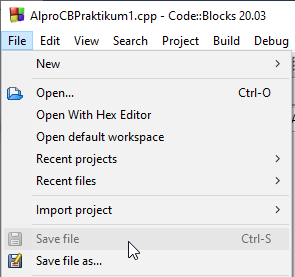 AlproCBPraktikum1.cpp - Code::Blocks 20.03
File Edit View Search Project Build Debug
New
Open... Ctrl-O
Open With Hex Editor
Open default workspace
Recent projects
Recent files
Import project
Save file Ctrl-S
Save file as...